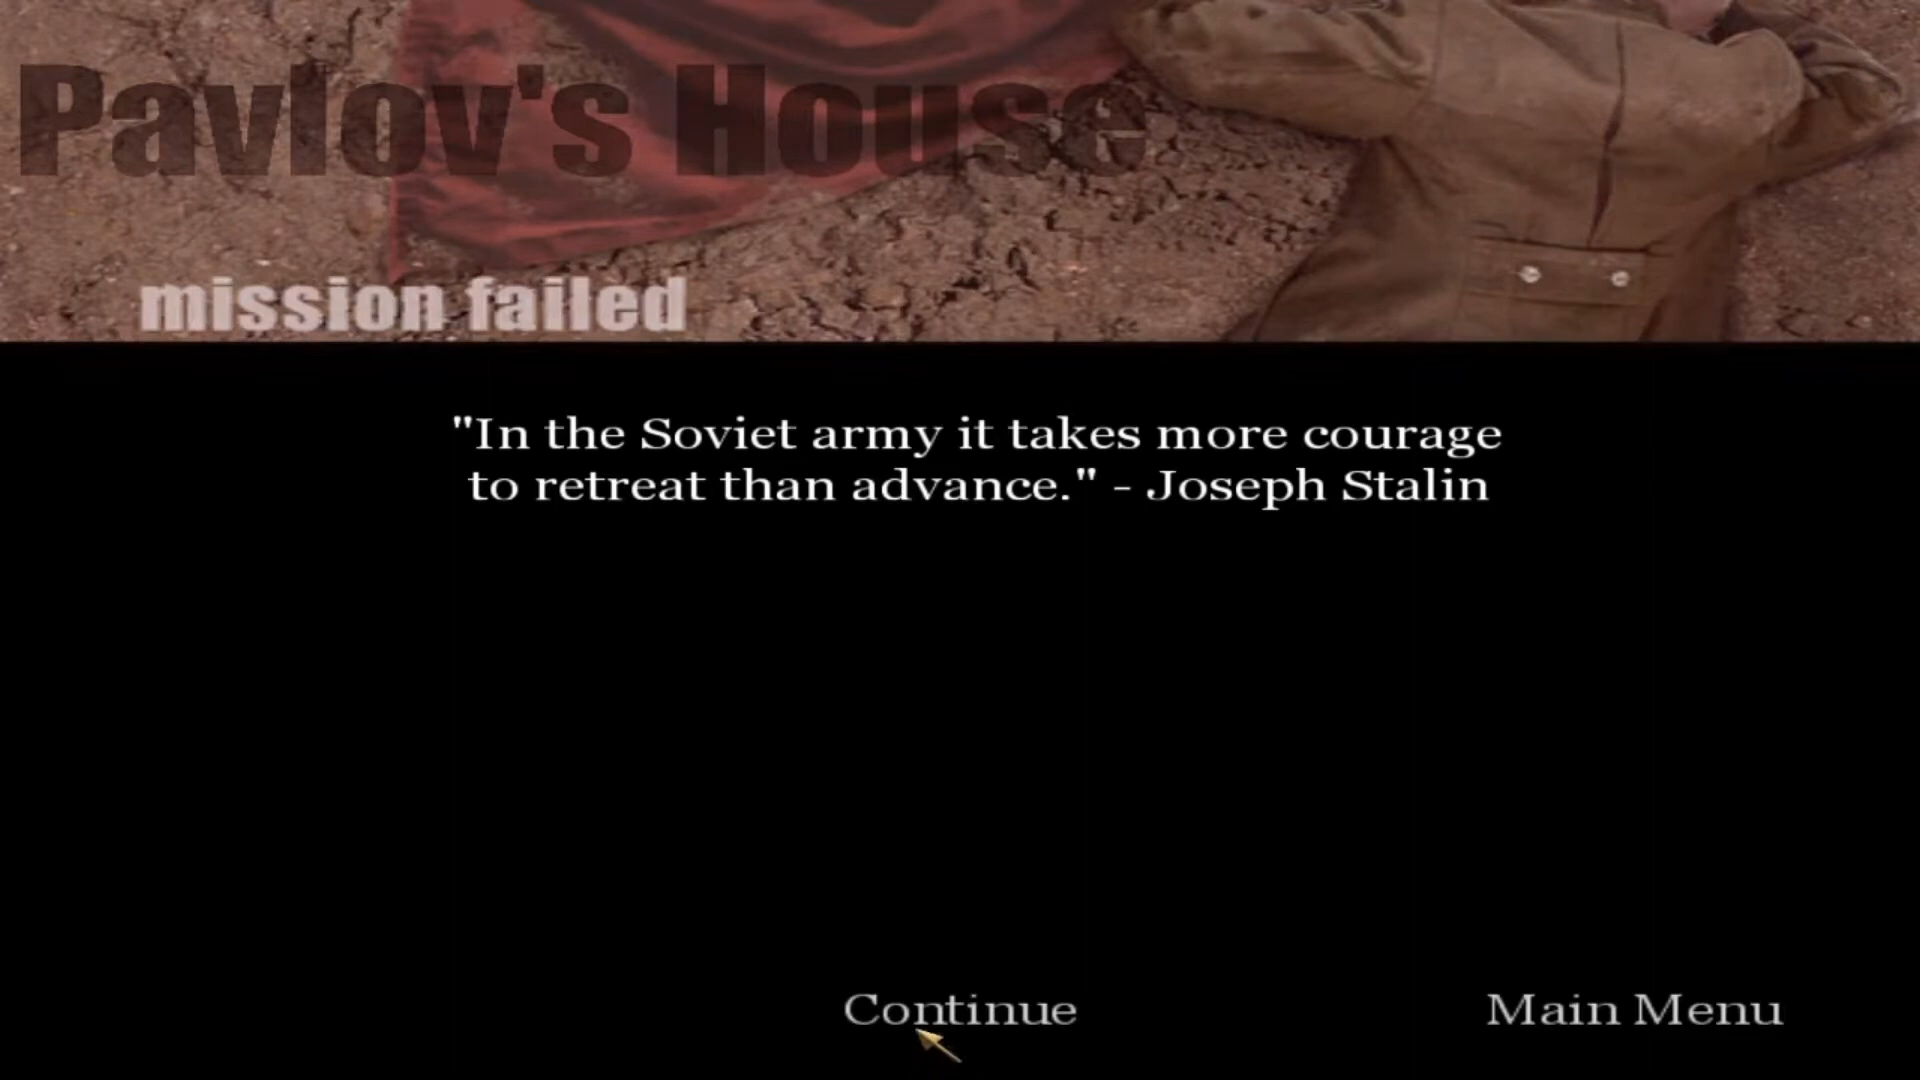 Pavlov's House
mission failed
"In the Soviet army it takes more courage
to retreat than advance." - Joseph Stalin
Continue
Main Menu